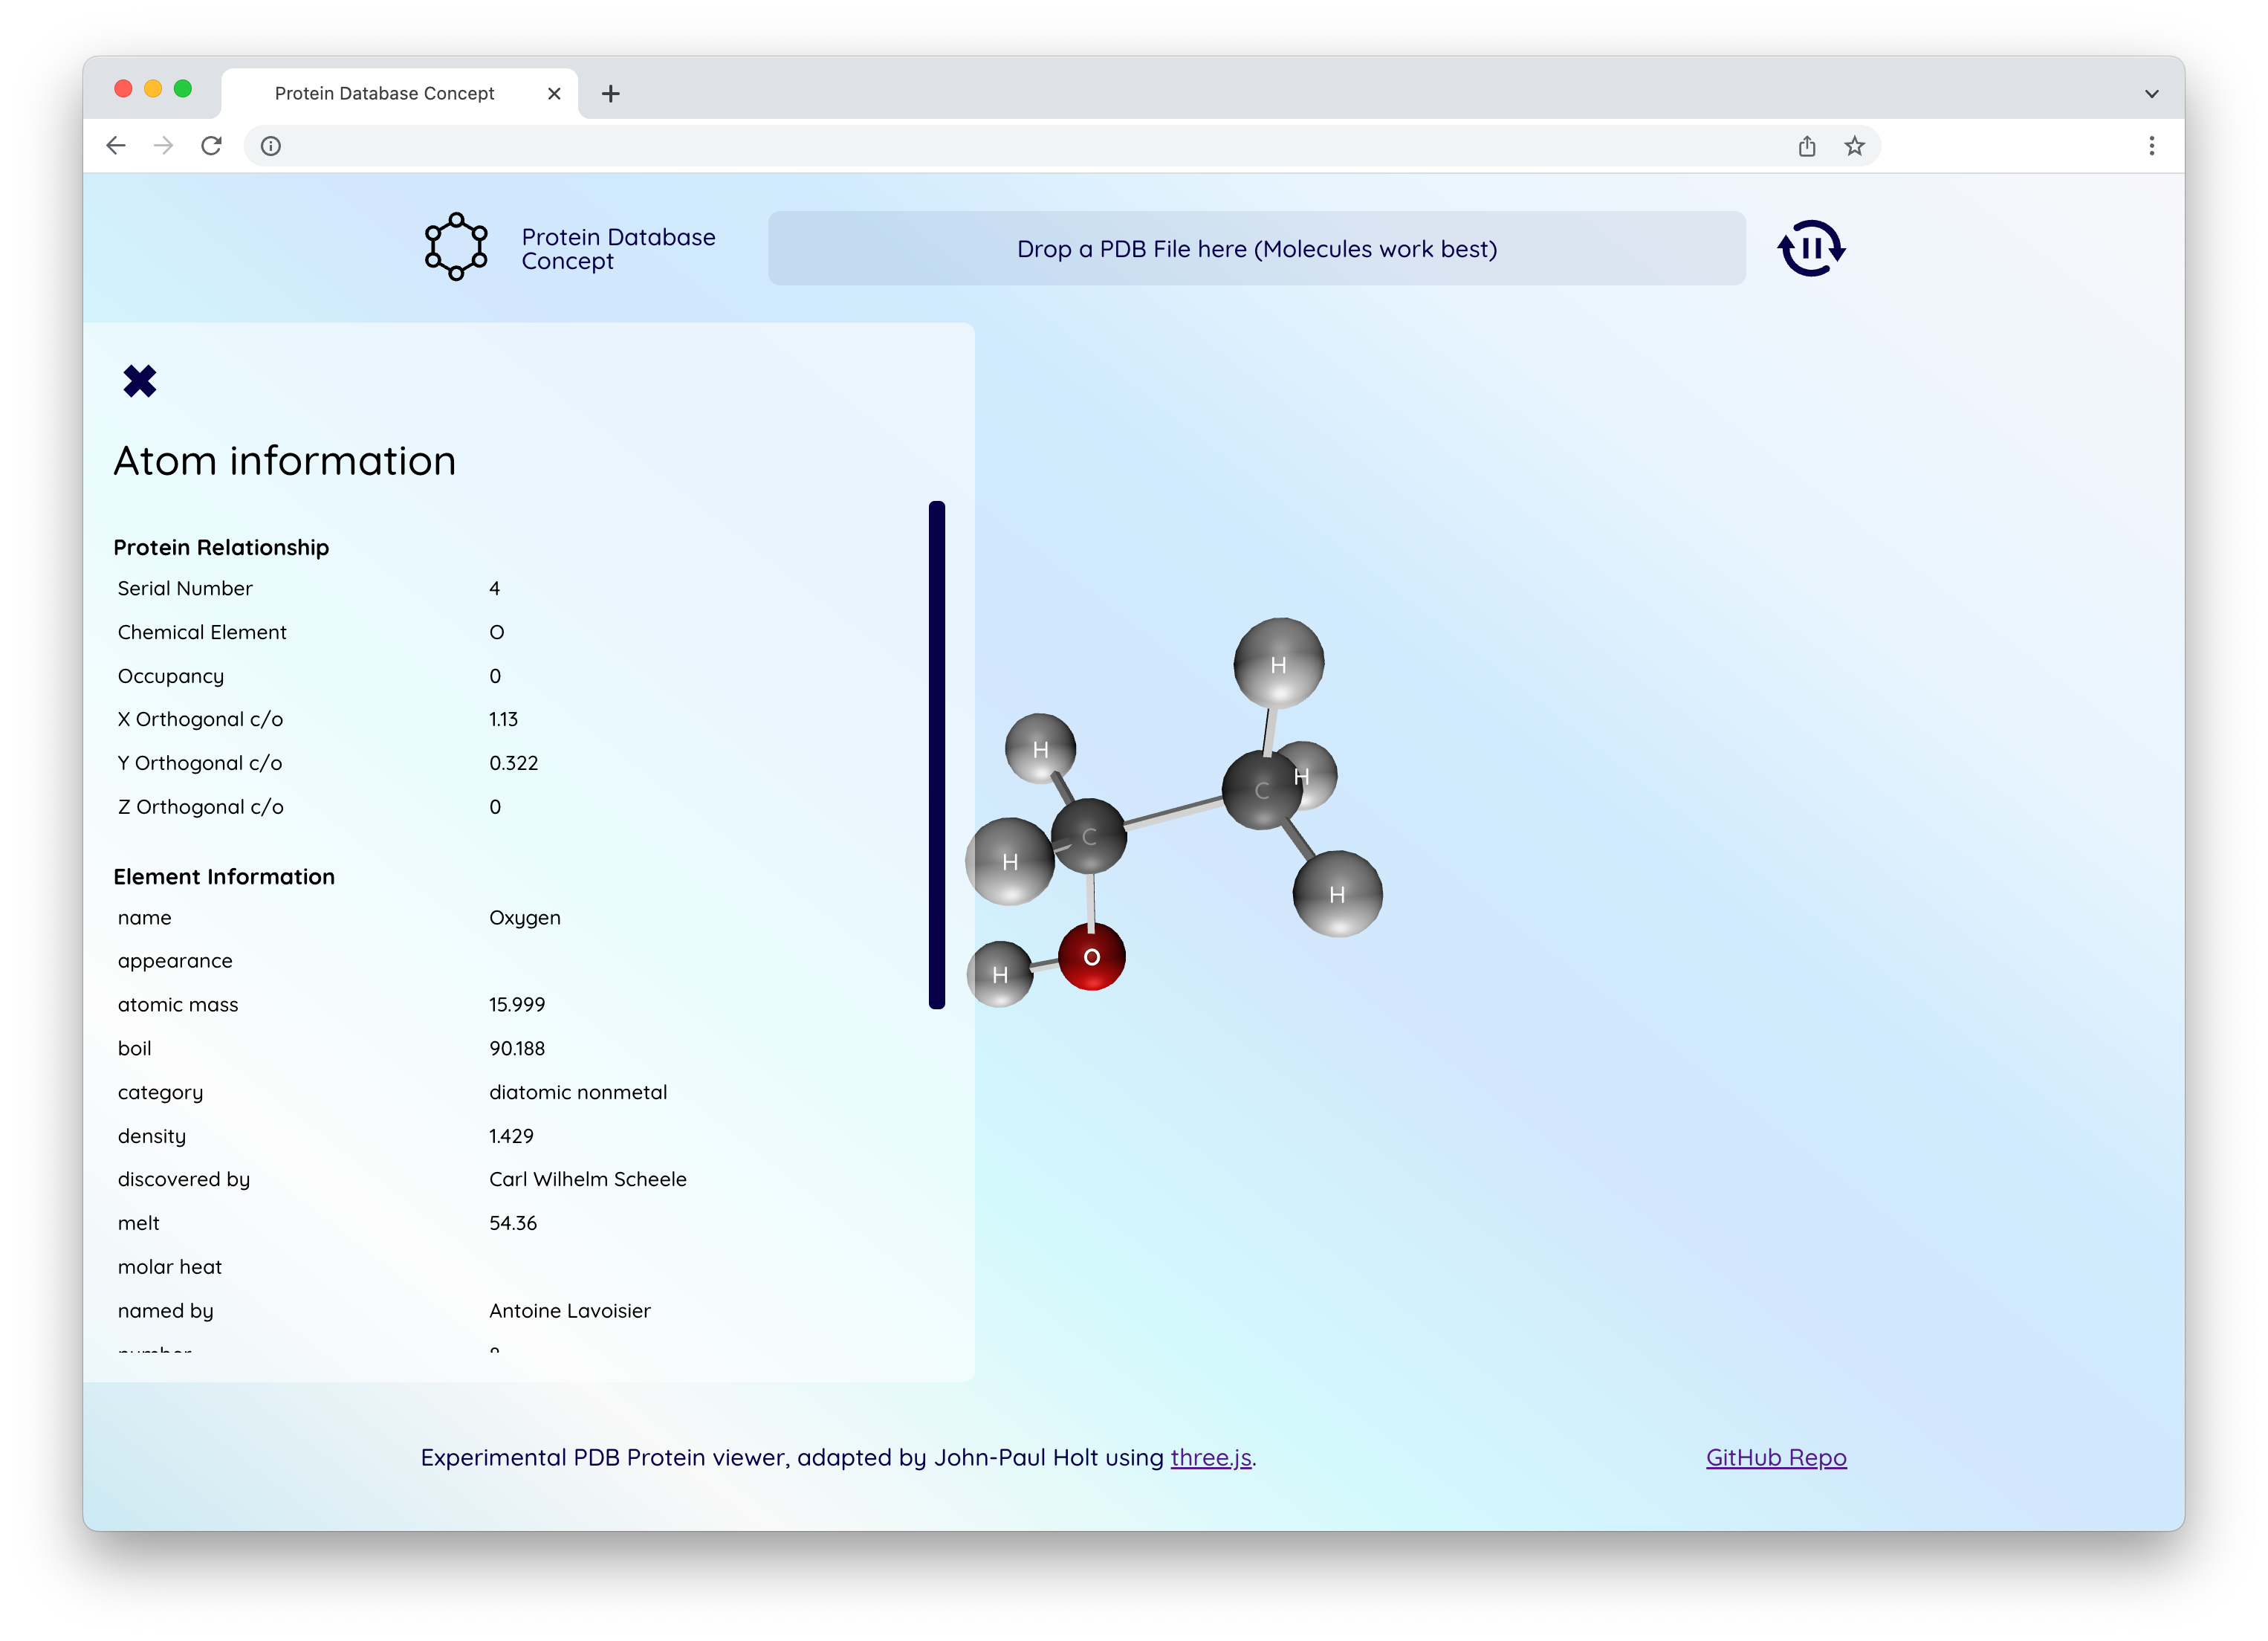 Protein Database Concept
Protein Database
Concept
Drop a PDB File here (Molecules work best)
Atom information
Protein Relationship
Serial Number 4
Chemical Element O
Occupancy 0
X Orthogonal c/o 1.13
Y Orthogonal c/o 0.322
Z Orthogonal c/o 0
Element Information
name Oxygen
appearance
atomic mass 15.999
boil 90.188
category diatomic nonmetal
density 1.429
discovered by Carl Wilhelm Scheele
melt 54.36
molar heat
named by Antoine Lavoisier
H
H
H
C
C
H
H
O
H
Experimental PDB Protein viewer, adapted by John-Paul Holt using three.js.
GitHub Repo